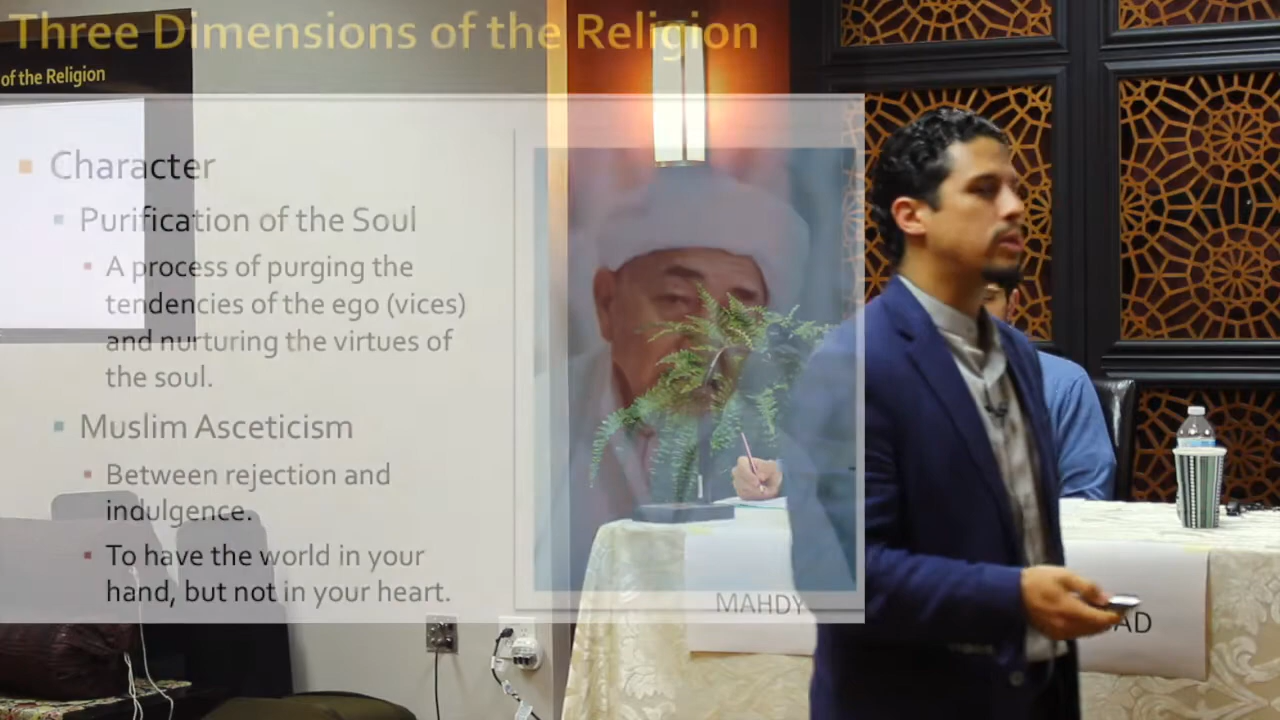 Three Dimensions of the Religion
of the Religion
Character
Purification of the Soul
A process of purging the
tendencies of the ego (vices)
and nurturing the virtues of
the soul.
Muslim Asceticism
Between rejection and
indulgence.
To have the world in your
hand, but not in your heart.
MAHDY
AD